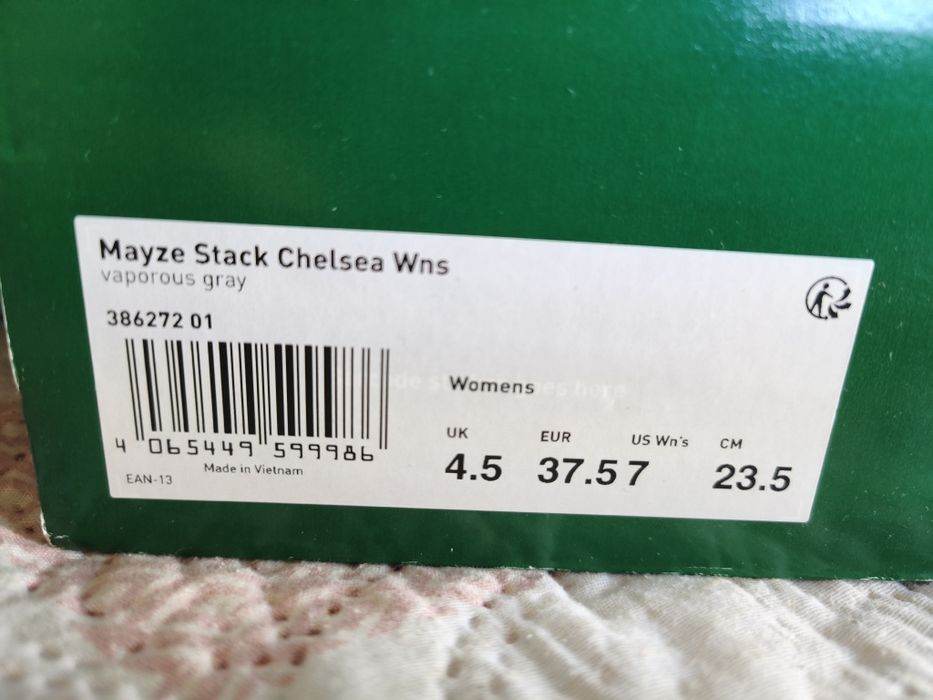 Mayze Stack Chelsea Wns
vaporous gray
386272 01
4 065449 599986
EAN-13
Made in Vietnam
Womens
UK EUR US Wn's CM
4.5 37.5 7 23.5